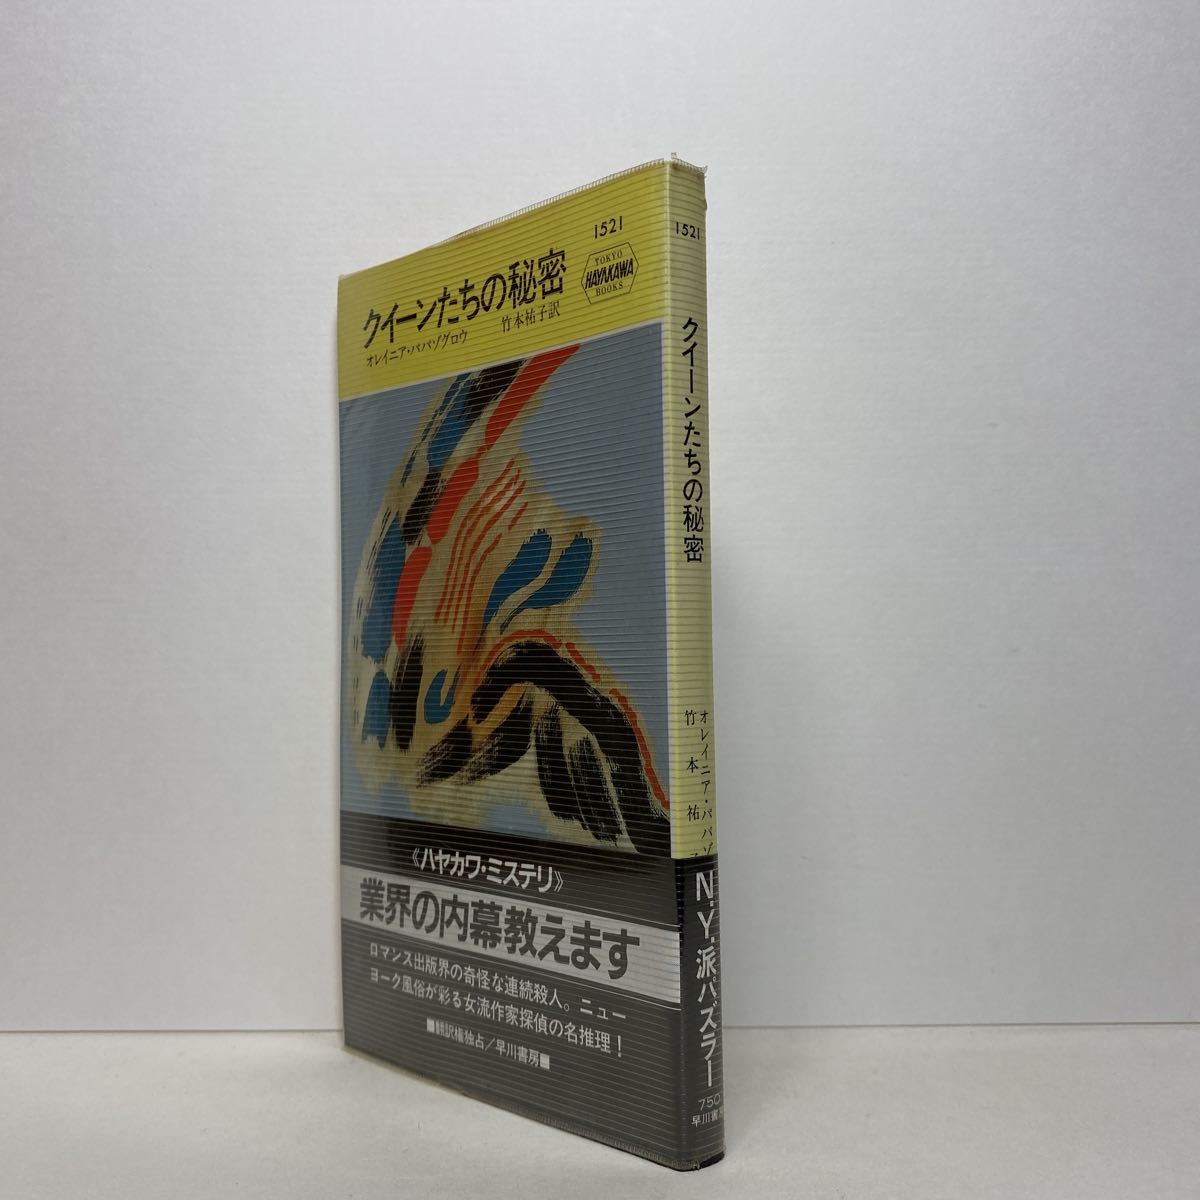 1521
TOKYO
HAYAKAWA
BOOKS
クイーンたちの秘密
オレイニア・パパゾグロウ
竹本祐子訳
《ハヤカワ・ミステリ》
業界の内幕教えます
ロマンス出版界の奇怪な連続殺人。ニュー
ヨーク風俗が彩る女流作家探偵の名推理！
■翻訳権独占／早川書房■
1521
クイーンたちの秘密
オレイニア・パパゾ
竹本祐
N.Y.派パズラー
750
早川書